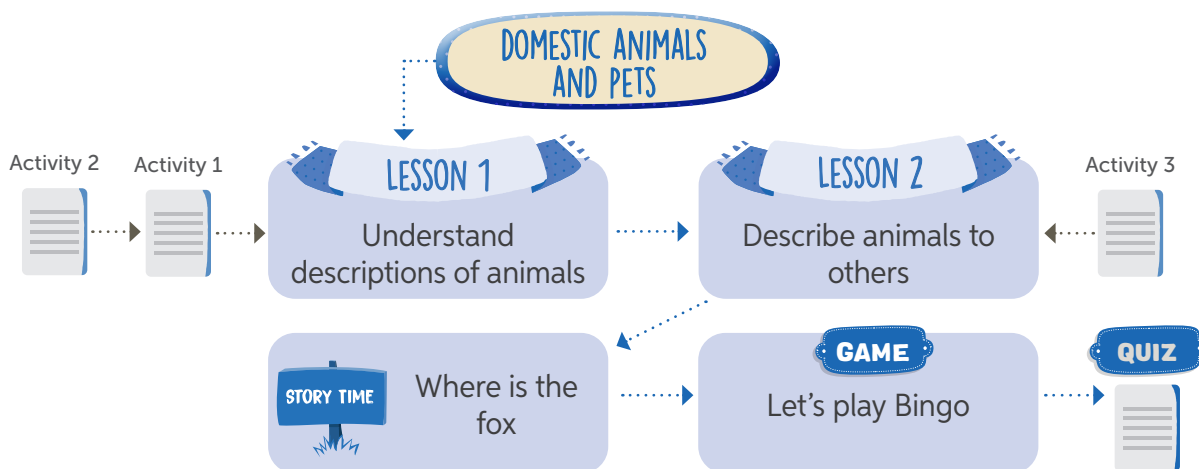 DOMESTIC ANIMALS
AND PETS
Activity 2
Activity 1
LESSON 1
Understand
descriptions of animals
LESSON 2
Describe animals to
others
Activity 3
STORY TIME
Where is the
fox
GAME
Let's play Bingo
QUIZ